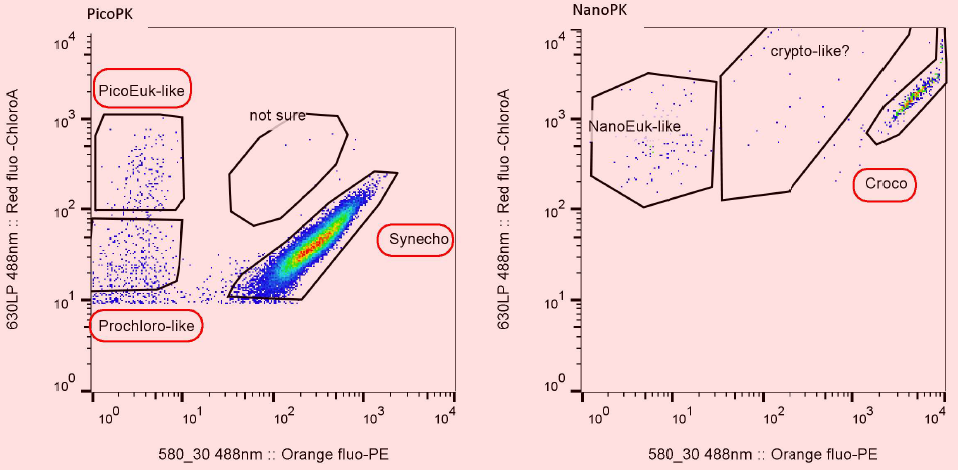 PicoPK
10^4
10^3
10^2
10^1
10^0
630LP 488nm :: Red fluo -ChloroA
PicoEuk-like
not sure
Synecho
Prochloro-like
10^0 10^1 10^2 10^3 10^4
580_30 488nm :: Orange fluo-PE
NanoPK
10^4
10^3
10^2
10^1
10^0
630LP 488nm :: Red fluo -ChloroA
crypto-like?
NanoEuk-like
Croco
10^0 10^1 10^2 10^3 10^4
580_30 488nm :: Orange fluo-PE